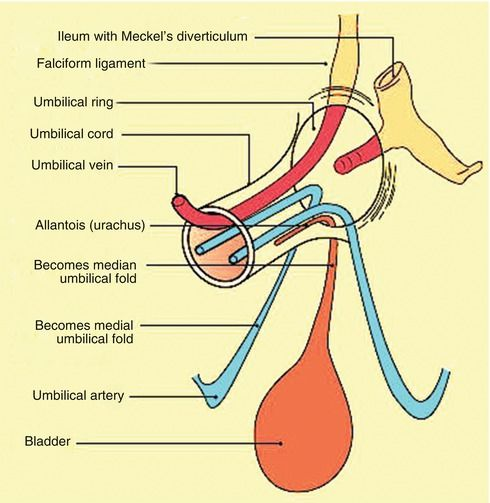 Ileum with Meckel's diverticulum
Falciform ligament
Umbilical ring
Umbilical cord
Umbilical vein
Allantois (urachus)
Becomes median
umbilical fold
Becomes medial
umbilical fold
Umbilical artery
Bladder